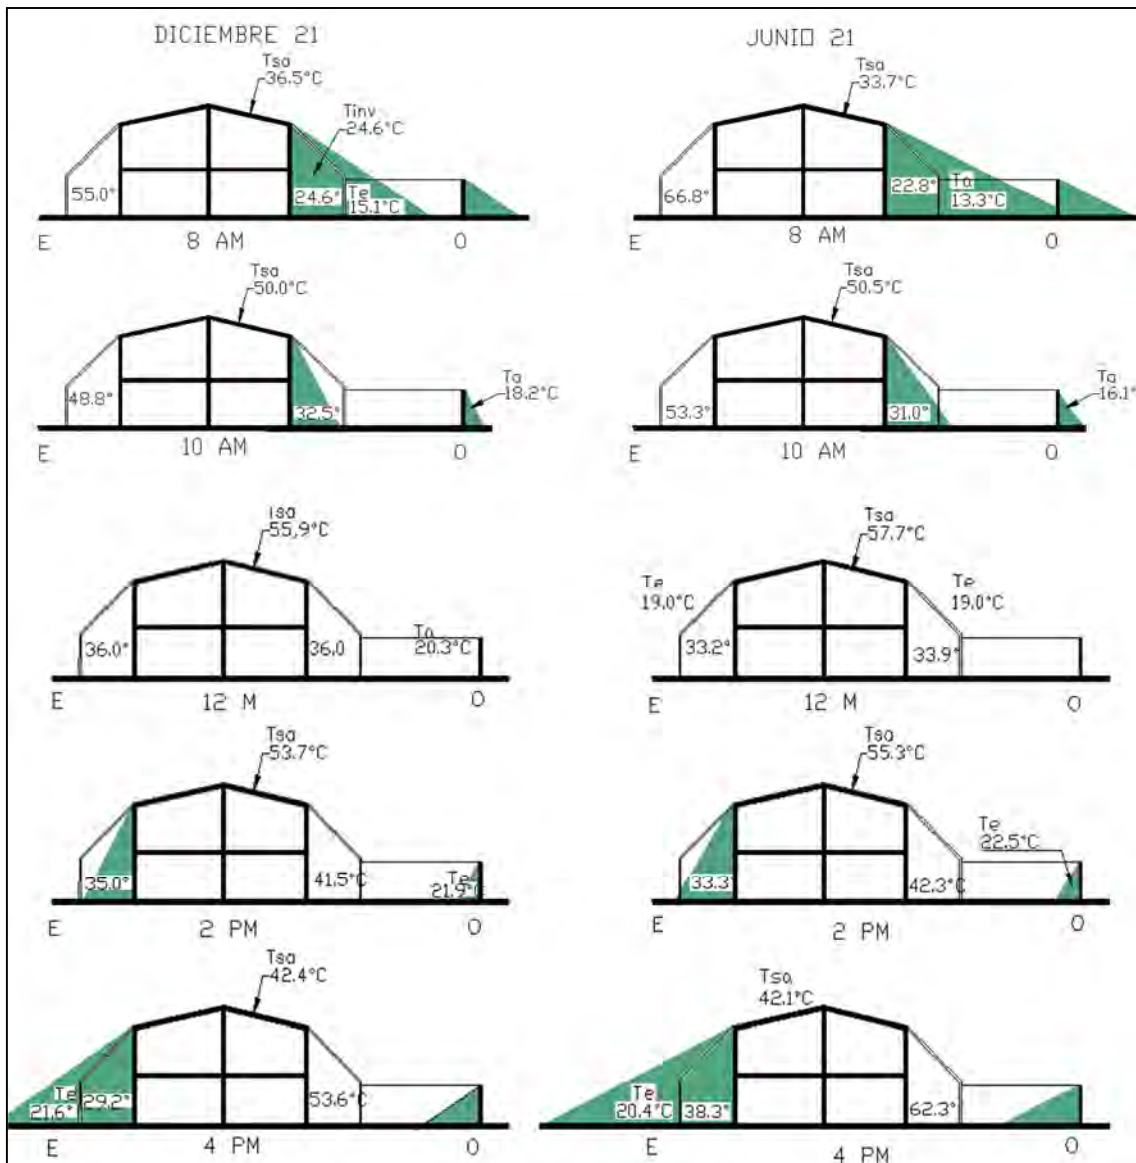 DICIEMBRE 21
Tsa
36.5°C
Tinv
24.6°C
55.0°
24.6°
Te
15.1°C
E
8 AM
O
JUNIO 21
Tsa
33.7°C
66.8°
22.8°
Ta
13.3°C
E
8 AM
O
Tsa
50.0°C
48.8°
32.5°
Ta
18.2°C
E
10 AM
O
Tsa
50.5°C
53.3°
31.0°
Ta
16.1°
E
10 AM
O
Tsa
55,9°C
36.0°
36.0
Ta
20.3°C
E
12 M
O
Tsa
57.7°C
Te
19.0°C
Te
19.0°C
33.2°
33.9°
E
12 M
O
Tsa
53.7°C
35.0°
41.5°C
Te
21.9°C
E
2 PM
O
Tsa
55.3°C
Te
22.5°C
33.3°
42.3°C
E
2 PM
O
Tsa
42.4°C
Te
21.6°
29.2°
53.6°C
E
4 PM
O
Tsa
42.1°C
Te
20.4°C
38.3°
62.3°
E
4 PM
O